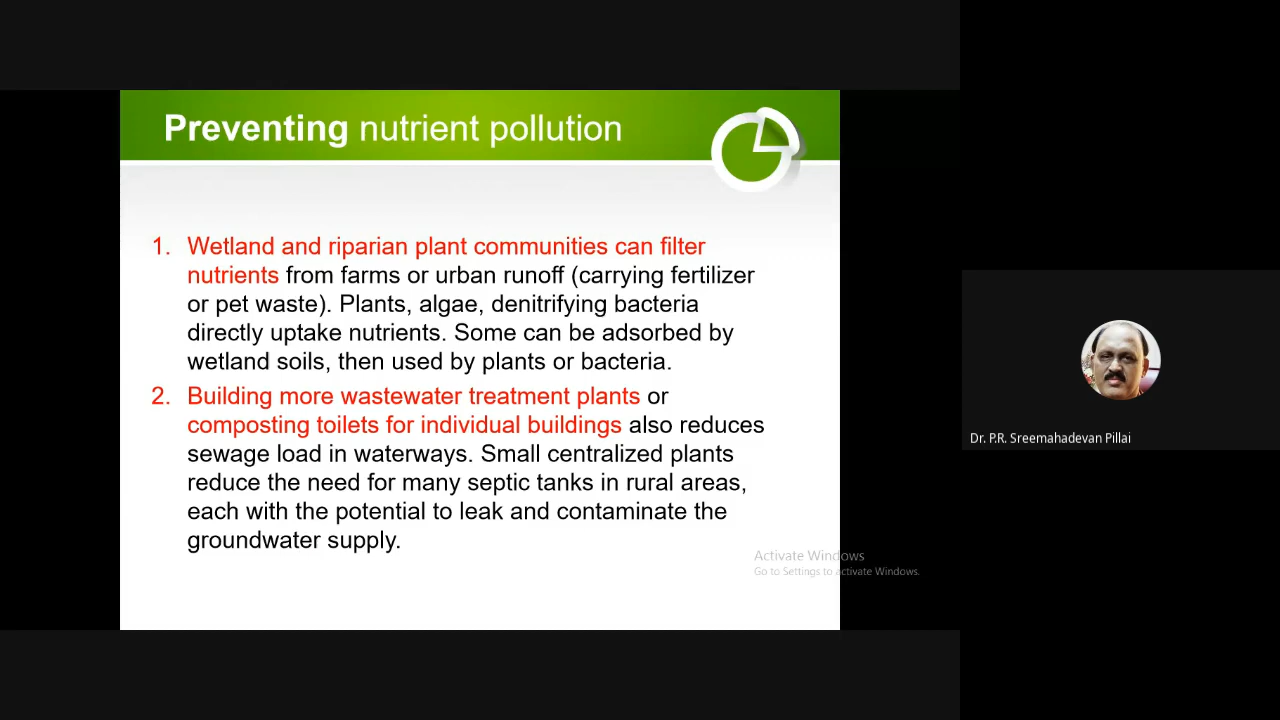 Preventing nutrient pollution
1. Wetland and riparian plant communities can filter
nutrients from farms or urban runoff (carrying fertilizer
or pet waste). Plants, algae, denitrifying bacteria
directly uptake nutrients. Some can be adsorbed by
wetland soils, then used by plants or bacteria.
2. Building more wastewater treatment plants or
composting toilets for individual buildings also reduces
sewage load in waterways. Small centralized plants
reduce the need for many septic tanks in rural areas,
each with the potential to leak and contaminate the
groundwater supply.
Activate Windows
Go to Settings to activate Windows.
Dr. P.R. Sreemahadevan Pillai